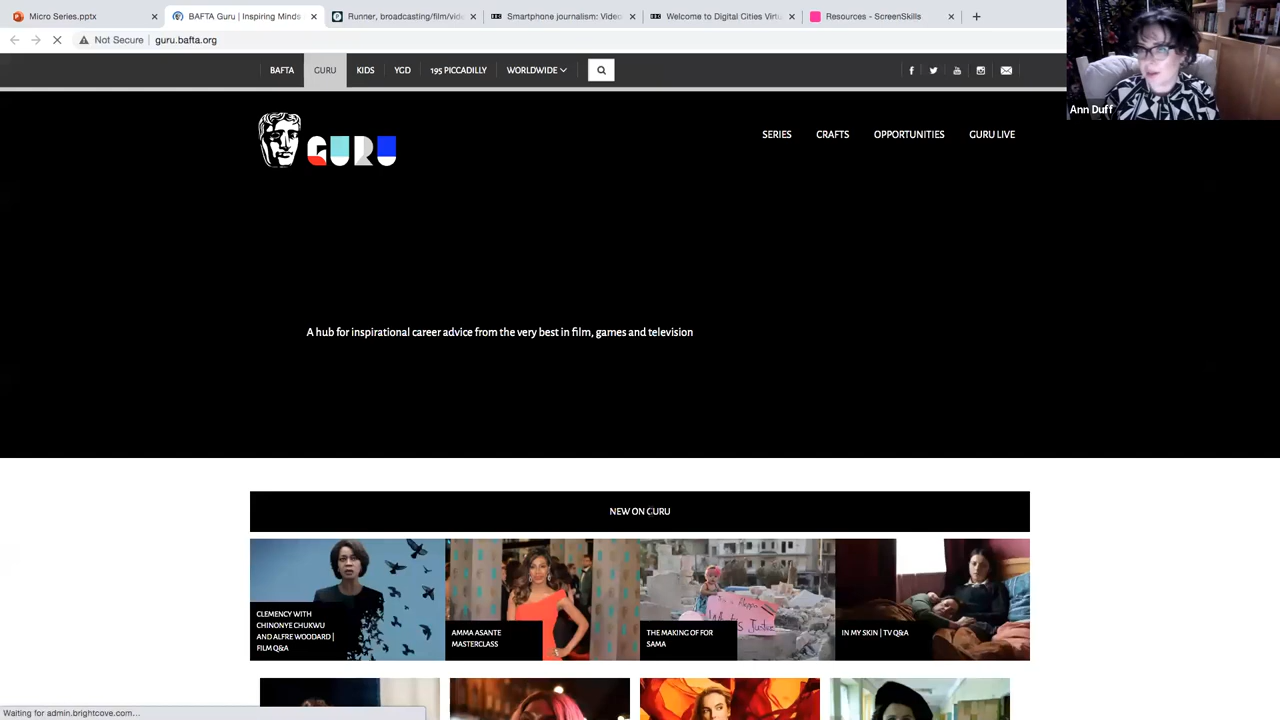 Micro Series.pptx
BAFTA Guru | Inspiring Minds
Runner, broadcasting/film/vide
Smartphone journalism: Video
Welcome to Digital Cities Virtu
Resources - ScreenSkills
Not Secure
guru.bafta.org
BAFTA
GURU
KIDS
YGD
195 PICCADILLY
WORLDWIDE
Ann Duff
GURU
SERIES
CRAFTS
OPPORTUNITIES
GURU LIVE
A hub for inspirational career advice from the very best in film, games and television
NEW ON GURU
CLEMENCY WITH
CHINONYE CHUKWU
AND ALFRE WOODARD |
FILM Q&A
AMMA ASANTE
MASTERCLASS
THE MAKING OF FOR
SAMA
IN MY SKIN | TV Q&A
Waiting for admin.brightcove.com...